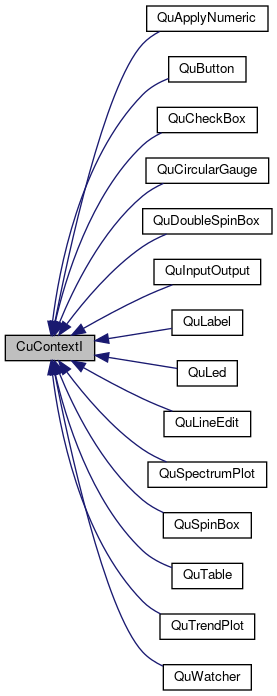 QuApplyNumeric
QuButton
QuCheckBox
QuCircularGauge
QuDoubleSpinBox
QuInputOutput
QuLabel
CuContextI
QuLed
QuLineEdit
QuSpectrumPlot
QuSpinBox
QuTable
QuTrendPlot
QuWatcher